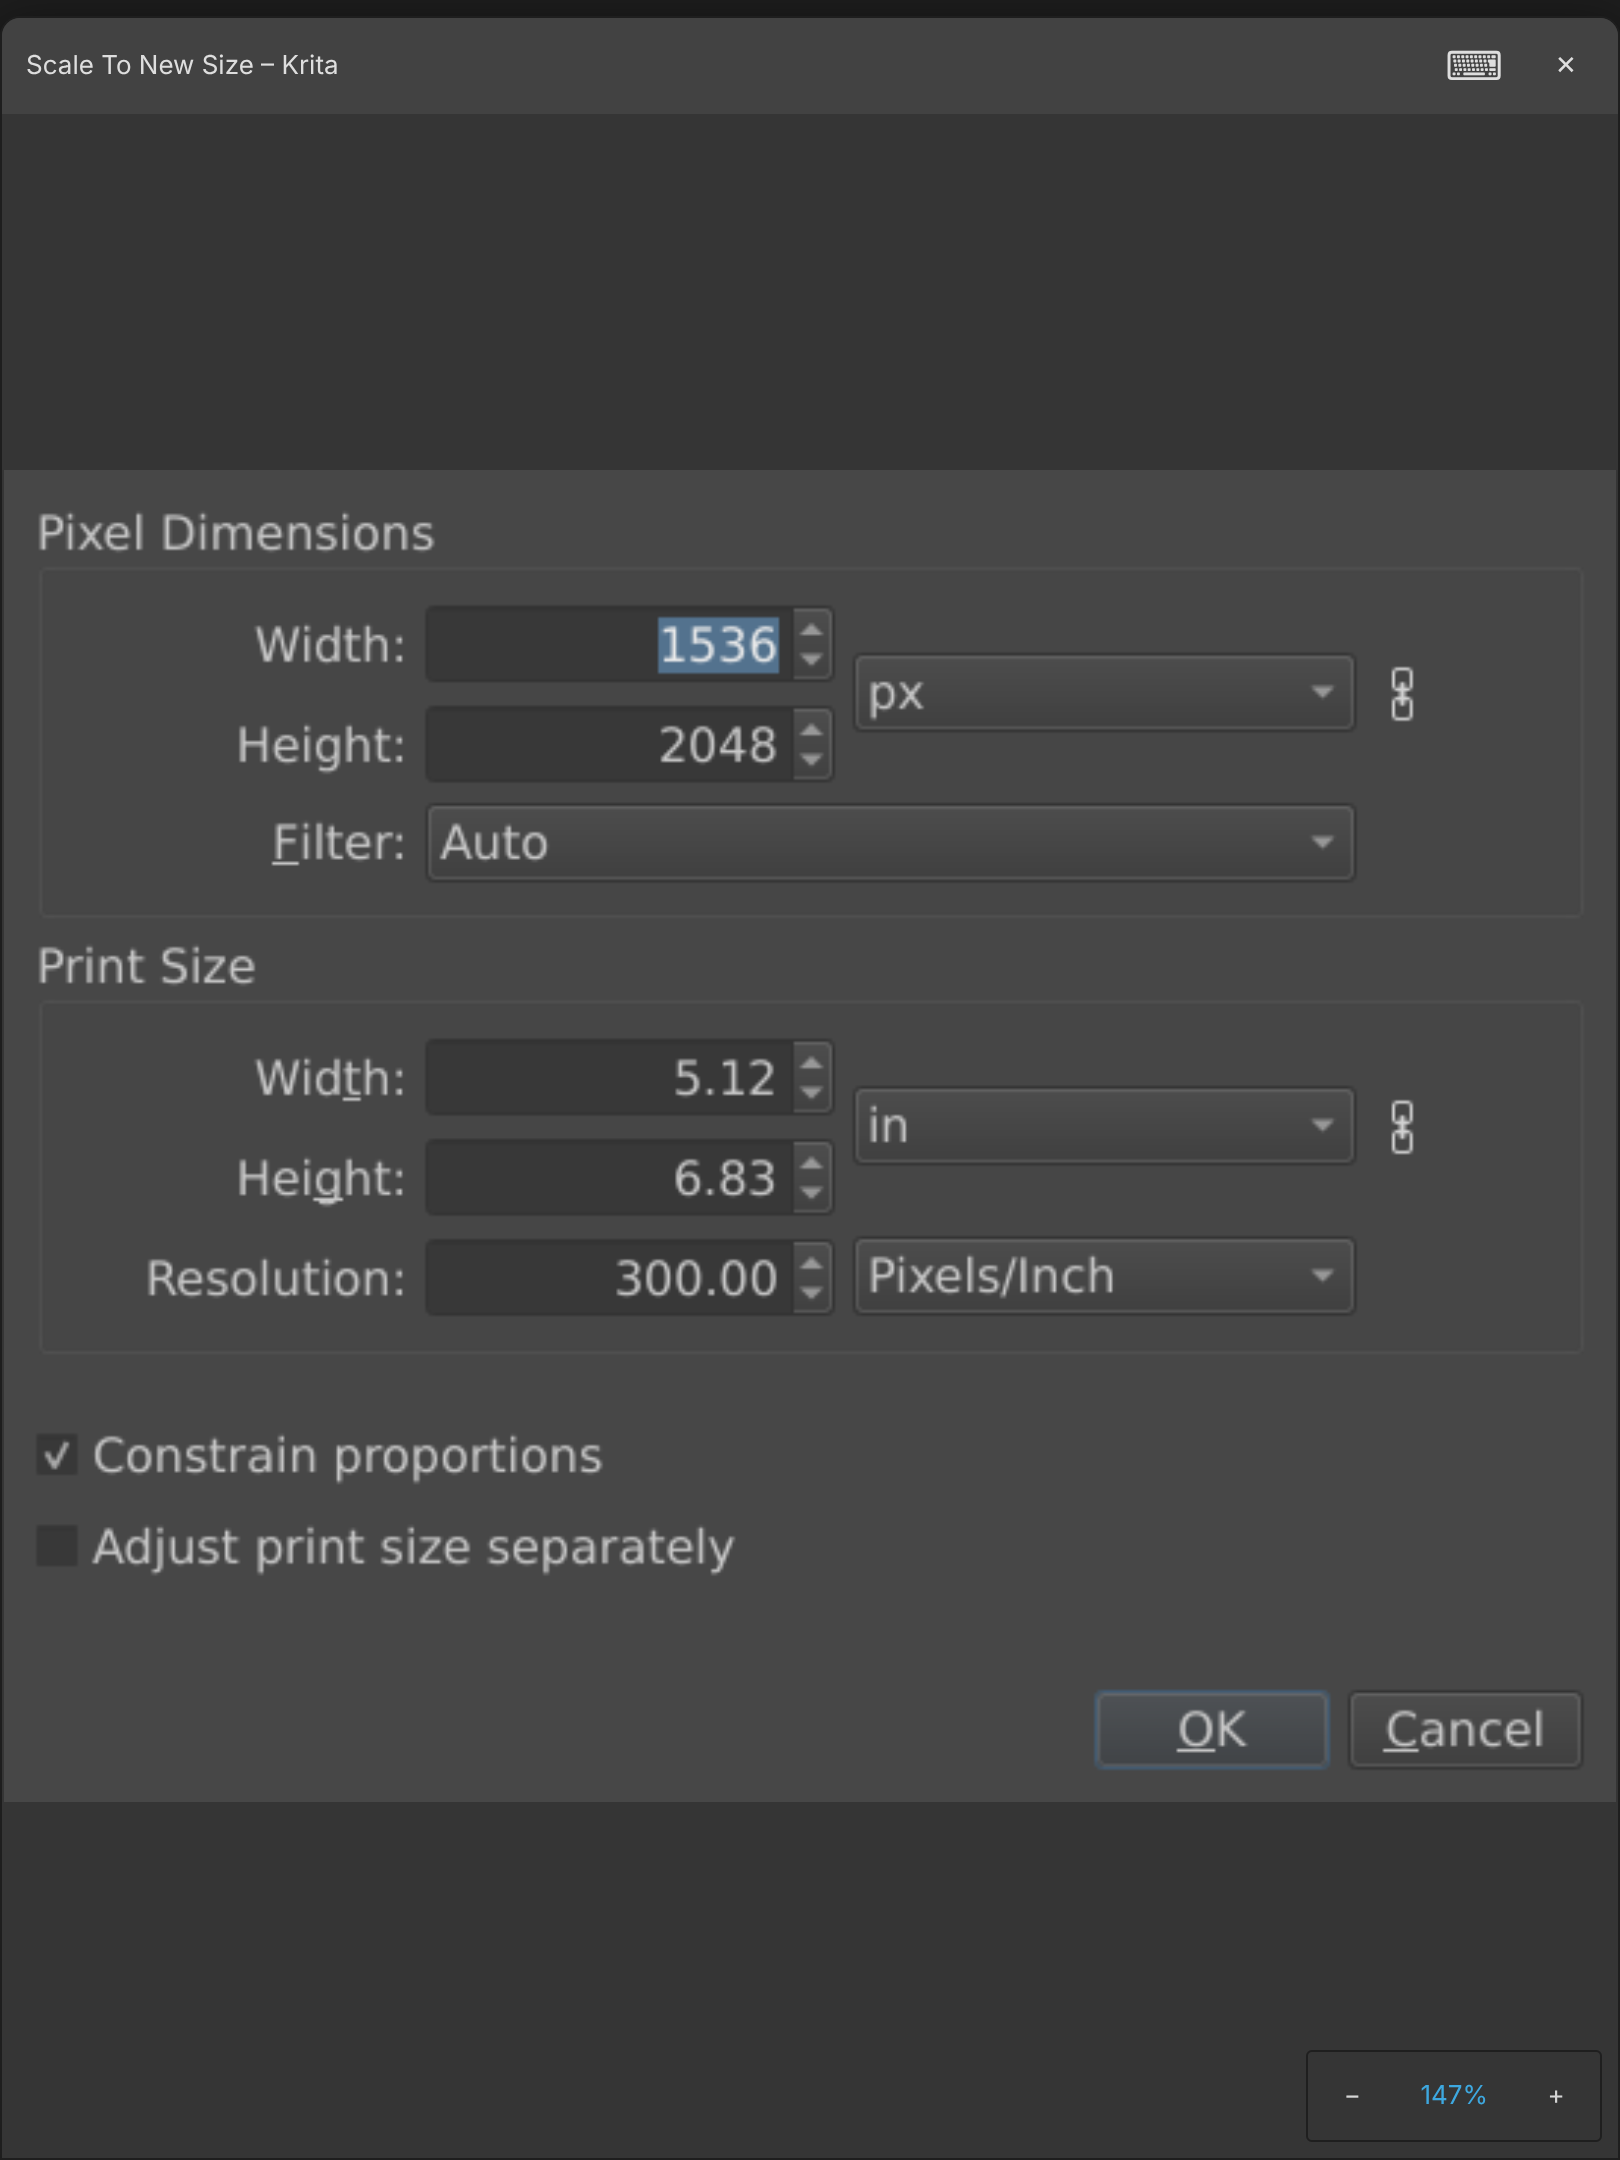 Scale To New Size – Krita
Pixel Dimensions
Width: 1536
px
Height: 2048
Filter: Auto
Print Size
Width: 5.12
in
Height: 6.83
Resolution: 300.00 Pixels/Inch
Constrain proportions
Adjust print size separately
OK Cancel
− 147% +